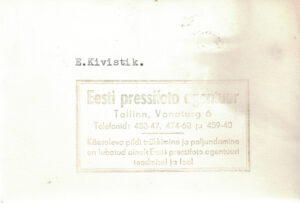 E.Kivistik.
Eesti pressifoto agentuur
Tallinn, Vanaturg 6
Telefonid: 453-47, 474-60 ja 459-40
Käesoleva pildi trükkimine ja paljundamine
on lubatud ainult Eesti pressifoto agentuuri
teadmisel ja loal